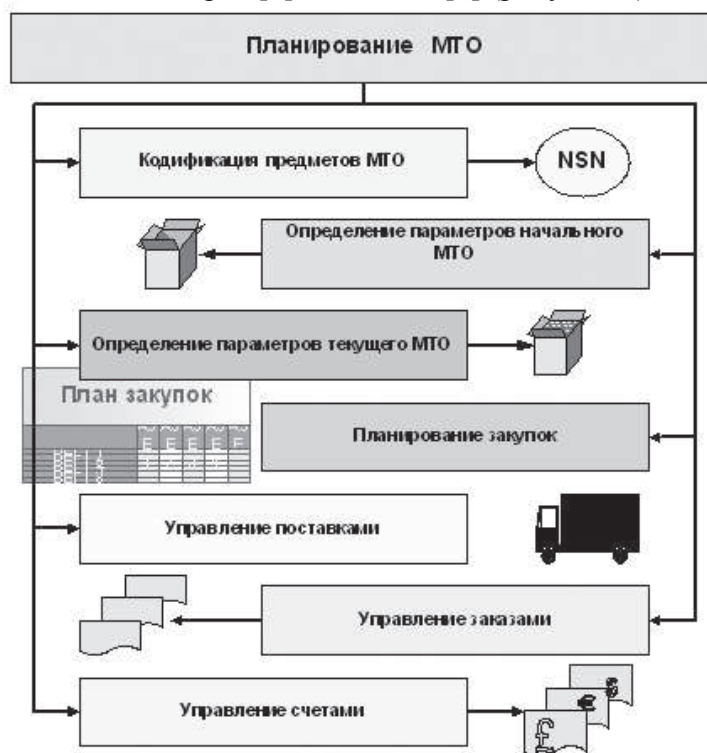 Планирование МТО
Кодификация предметов МТО
NSN
Определение параметров начального
МТО
Определение параметров текущего МТО
План закупок
Планирование закупок
Управление поставками
Управление заказами
Управление счетами
$
€
£